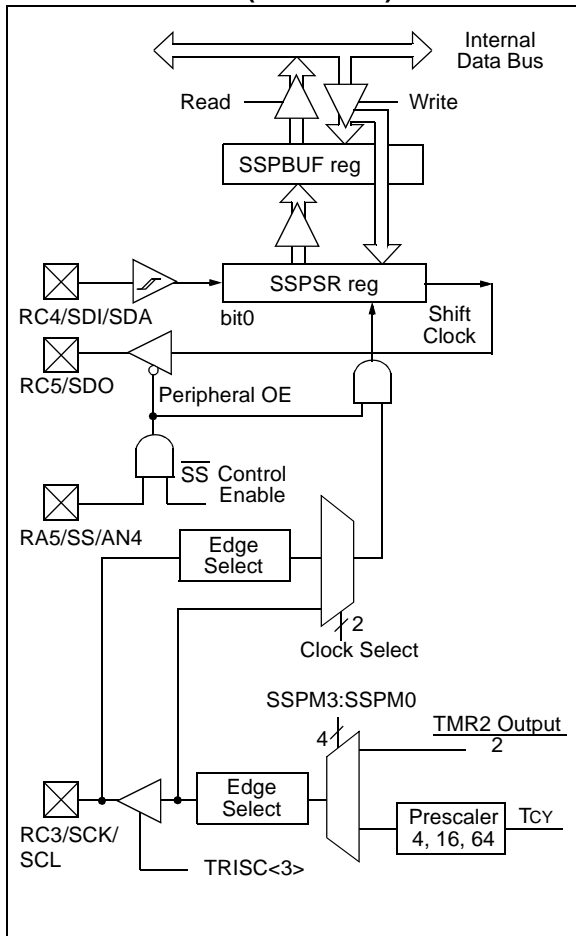 Internal
Data Bus
Read
Write
SSPBUF reg
SSPSR reg
RC4/SDI/SDA
bit0
Shift
Clock
RC5/SDO
Peripheral OE
SS Control
Enable
RA5/SS/AN4
Edge
Select
2
Clock Select
SSPM3:SSPM0
TMR2 Output
2
4
Edge
Select
Prescaler
4, 16, 64
TCY
RC3/SCK/
SCL
TRISC<3>